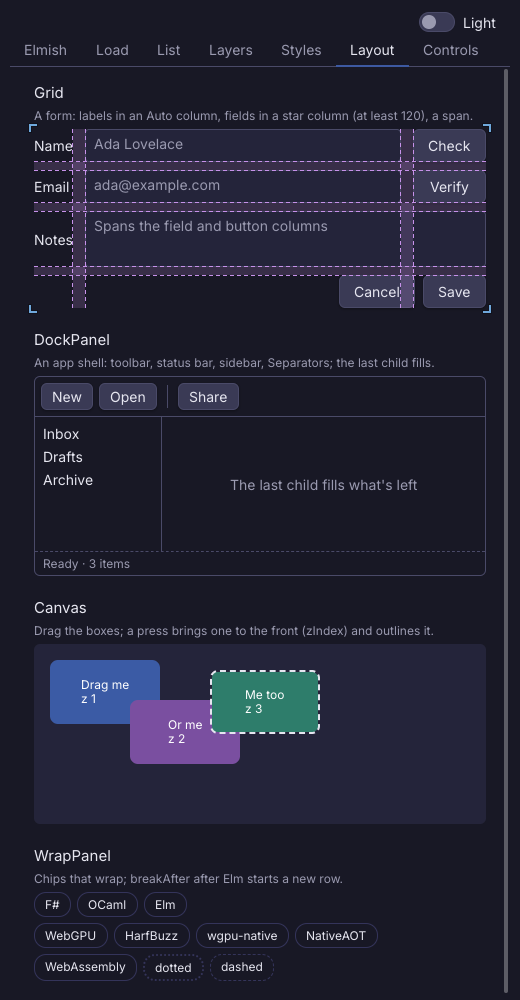 Light
Elmish Load List Layers Styles Layout Controls
Grid
A form: labels in an Auto column, fields in a star column (at least 120), a span.
Name Ada Lovelace Check
Email ada@example.com Verify
Notes Spans the field and button columns
Cancel Save
DockPanel
An app shell: toolbar, status bar, sidebar, Separators; the last child fills.
New Open Share
Inbox
Drafts
Archive
The last child fills what's left
Ready · 3 items
Canvas
Drag the boxes; a press brings one to the front (zIndex) and outlines it.
Drag me
z 1
Or me
z 2
Me too
z 3
WrapPanel
Chips that wrap; breakAfter after Elm starts a new row.
F# OCaml Elm
WebGPU HarfBuzz wgpu-native NativeAOT
WebAssembly dotted dashed